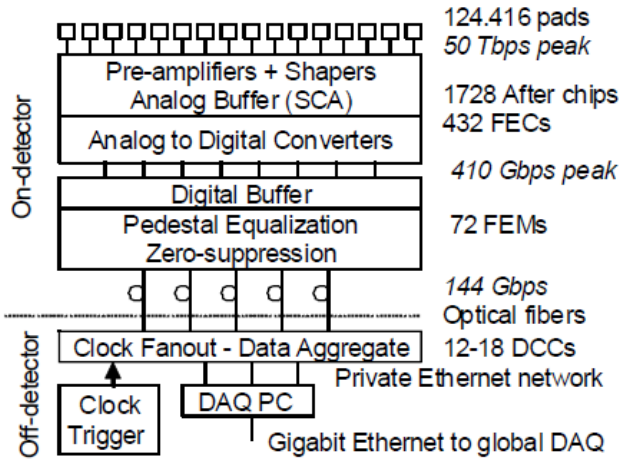 124.416 pads
50 Tbps peak
Pre-amplifiers + Shapers
Analog Buffer (SCA)
1728 After chips
432 FECs
Analog to Digital Converters
410 Gbps peak
Digital Buffer
Pedestal Equalization
Zero-suppression
72 FEMs
On-detector
144 Gbps
Optical fibers
Clock Fanout - Data Aggregate
12-18 DCCs
Private Ethernet network
Clock
Trigger
DAQ PC
Gigabit Ethernet to global DAQ
Off-detector